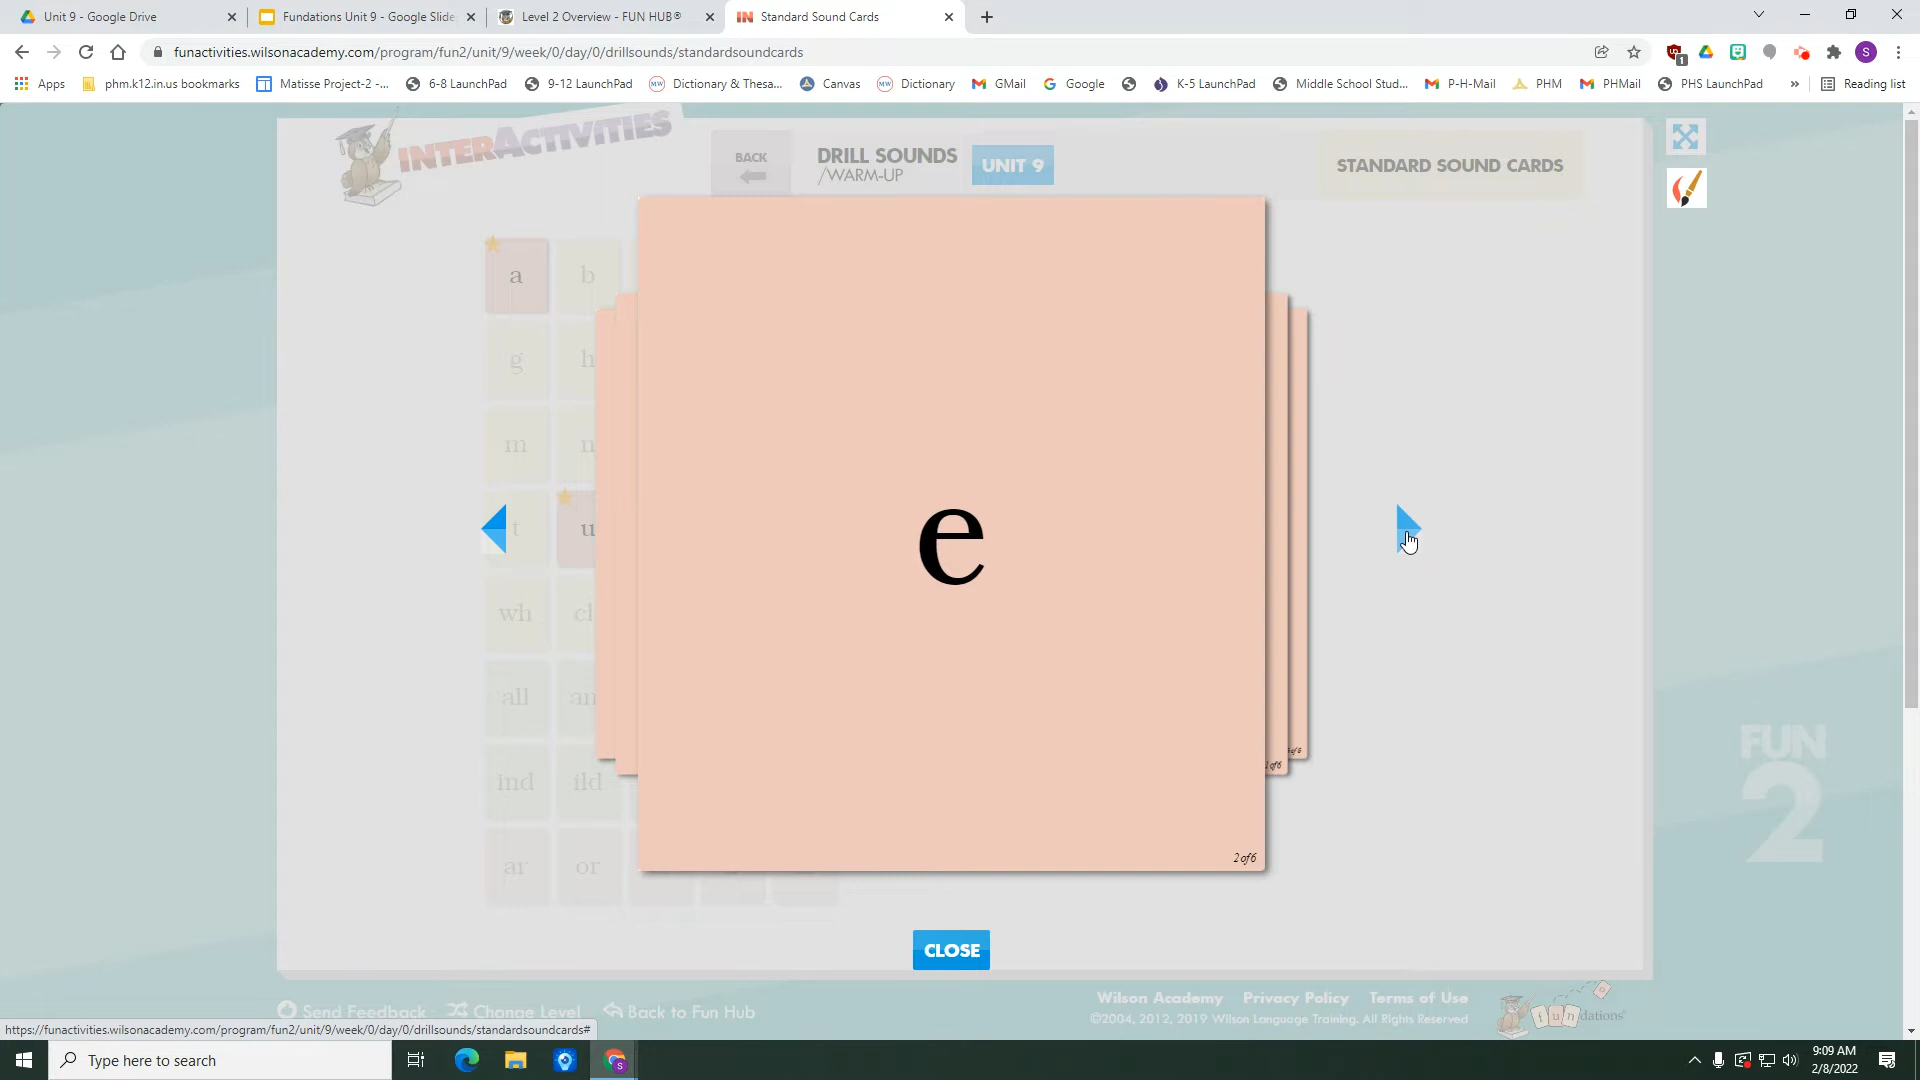 Unit 9 - Google Drive
Fundations Unit 9 - Google Slide
Level 2 Overview - FUN HUB®
Standard Sound Cards
funactivities.wilsonacademy.com/program/fun2/unit/9/week/0/day/0/drillsounds/standardsoundcards
1
S
Apps
phm.k12.in.us bookmarks
Matisse Project-2 -...
6-8 LaunchPad
9-12 LaunchPad
Dictionary & Thesa...
Canvas
Dictionary
GMail
Google
K-5 LaunchPad
Middle School Stud...
P-H-Mail
PHM
PHMail
PHS LaunchPad
»
Reading list
INTERACTIVITIES
BACK
DRILL SOUNDS
/WARM-UP
UNIT 9
STANDARD SOUND CARDS
a b
g h
m n
t u
wh
all
ind ild
ar or
e
2 of 6
1 of 6
CLOSE
FUN
2
Send Feedback
Change Level
Back to Fun Hub
Wilson Academy Privacy Policy Terms of Use
©2004, 2012, 2019 Wilson Language Training. All Rights Reserved
fundations
https://funactivities.wilsonacademy.com/program/fun2/unit/9/week/0/day/0/drillsounds/standardsoundcards#
Type here to search
9:09 AM
2/8/2022